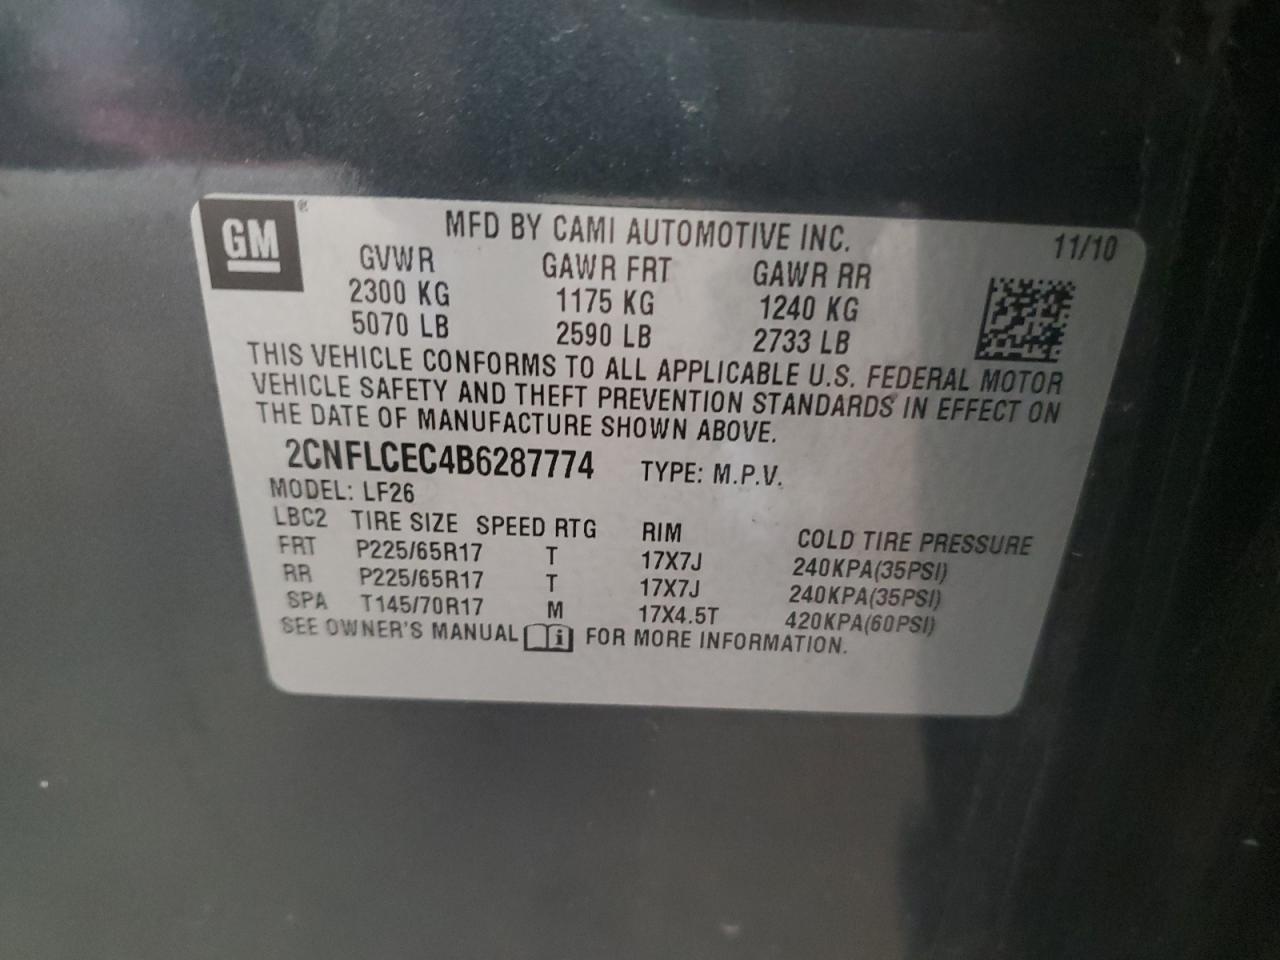 GM® MFD BY CAMI AUTOMOTIVE INC. 11/10
GVWR GAWR FRT GAWR RR
2300 KG 1175 KG 1240 KG
5070 LB 2590 LB 2733 LB
THIS VEHICLE CONFORMS TO ALL APPLICABLE U.S. FEDERAL MOTOR
VEHICLE SAFETY AND THEFT PREVENTION STANDARDS IN EFFECT ON
THE DATE OF MANUFACTURE SHOWN ABOVE.
2CNFLCEC4B6287774 TYPE: M.P.V.
MODEL: LF26
LBC2 TIRE SIZE SPEED RTG RIM COLD TIRE PRESSURE
FRT P225/65R17 T 17X7J 240KPA(35PSI)
RR P225/65R17 T 17X7J 240KPA(35PSI)
SPA T145/70R17 M 17X4.5T 420KPA(60PSI)
SEE OWNER'S MANUAL i FOR MORE INFORMATION.